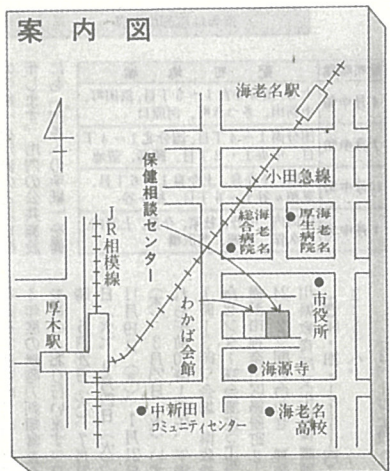 案内図
海老名駅
小田急線
保健相談センター
海老名
総合病院
海老名
厚生病院
JR相模線
わかば会館
市役所
厚木駅
海源寺
中新田
コミュニティセンター
海老名
高校